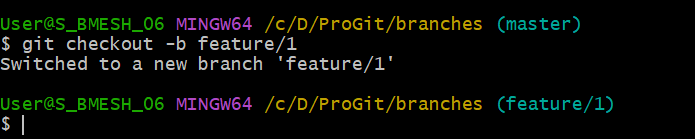 User@S_BMESH_06 MINGW64 /c/D/ProGit/branches (master)
$ git checkout -b feature/1
Switched to a new branch 'feature/1'
User@S_BMESH_06 MINGW64 /c/D/ProGit/branches (feature/1)
$